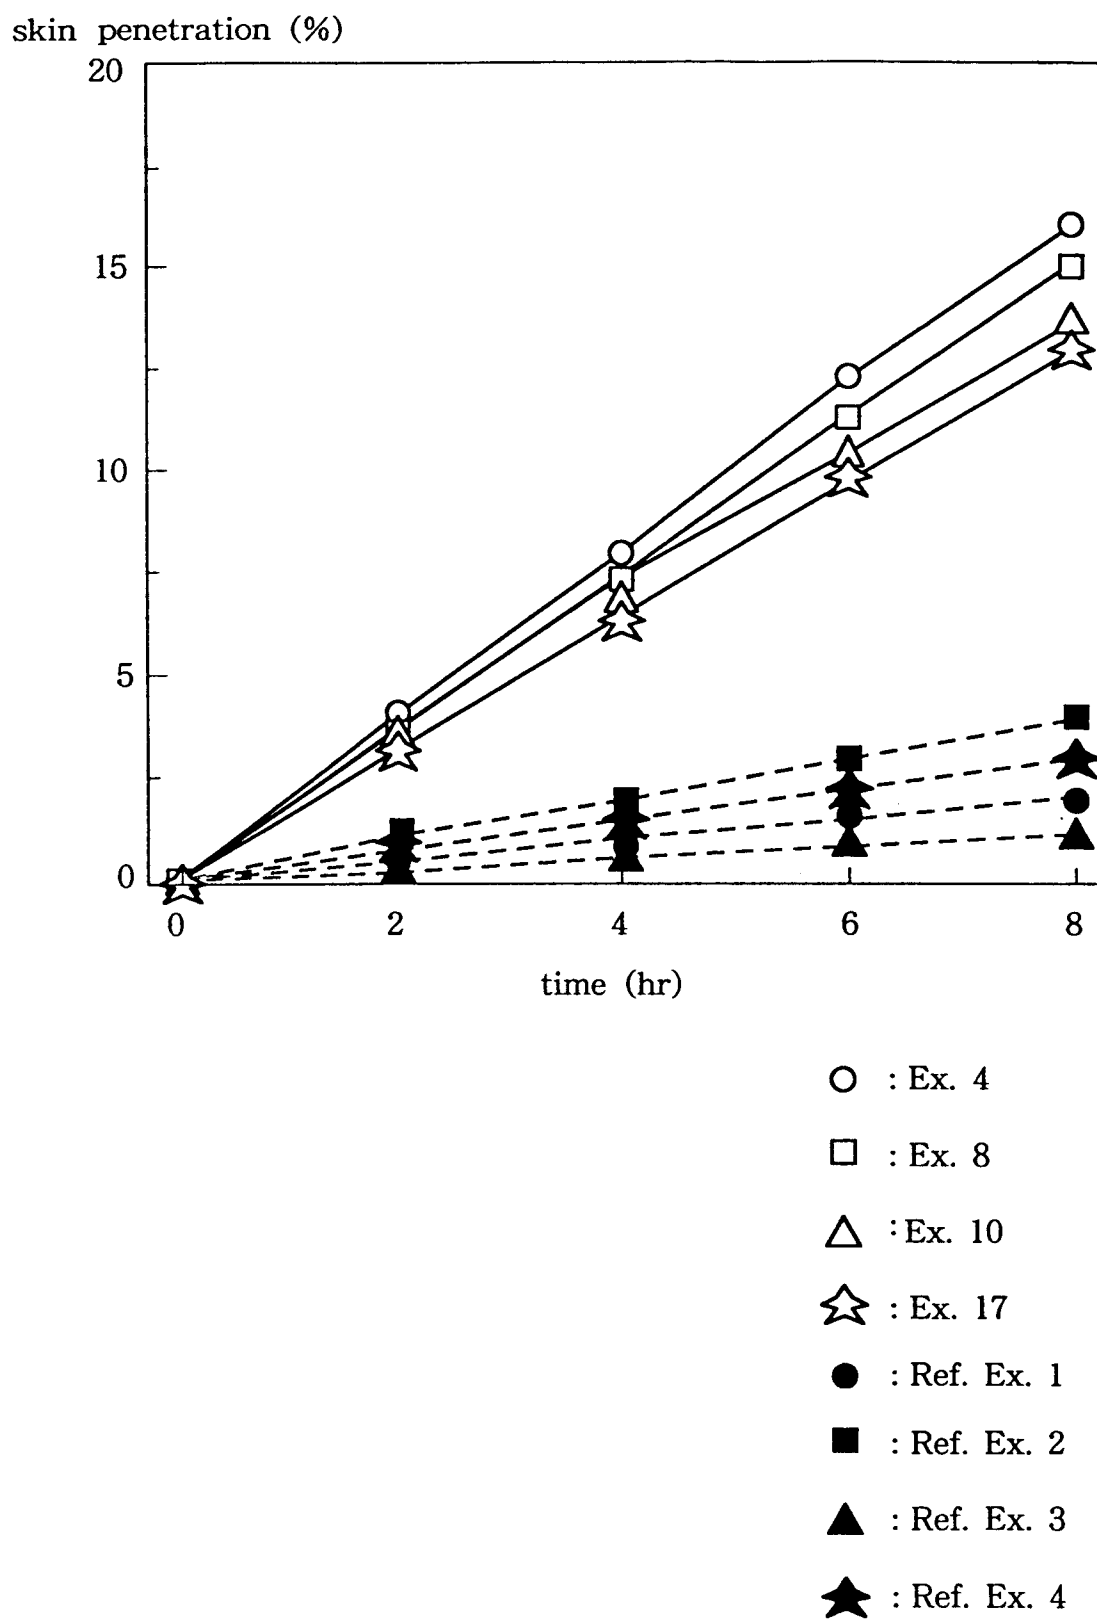 skin penetration (%)
20
15
10
5
0
0 2 4 6 8
time (hr)
: Ex. 4
: Ex. 8
: Ex. 10
: Ex. 17
: Ref. Ex. 1
: Ref. Ex. 2
: Ref. Ex. 3
: Ref. Ex. 4